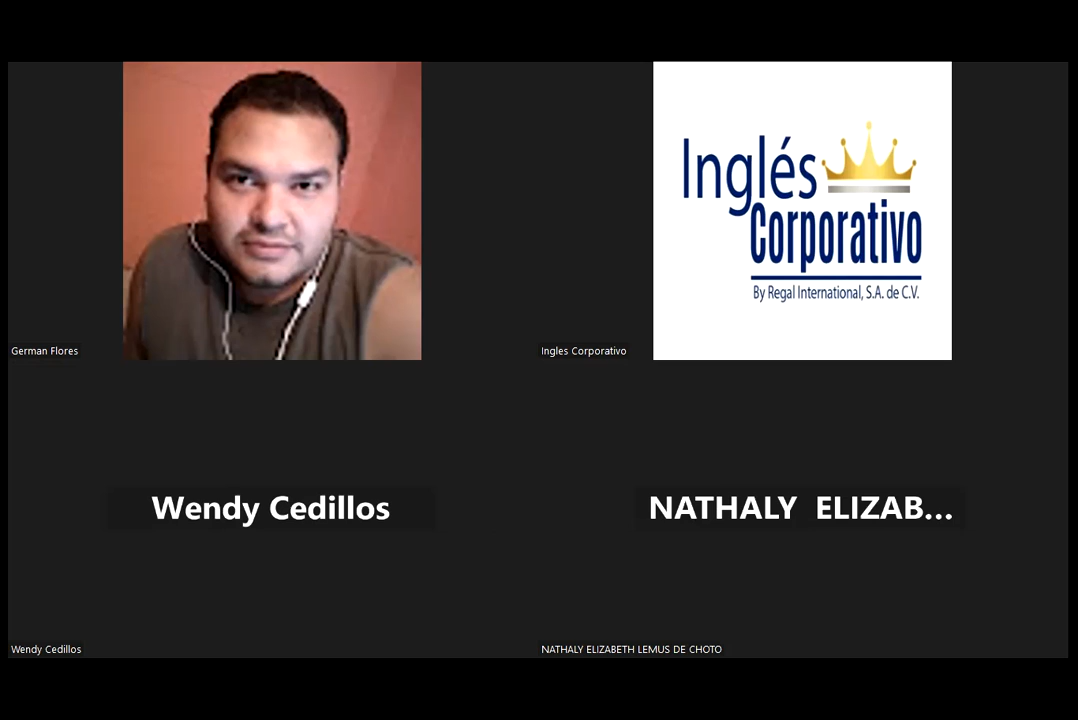 Inglés
Corporativo
By Regal International, S.A. de C.V.
German Flores
Ingles Corporativo
Wendy Cedillos
NATHALY ELIZAB...
Wendy Cedillos
NATHALY ELIZABETH LEMUS DE CHOTO